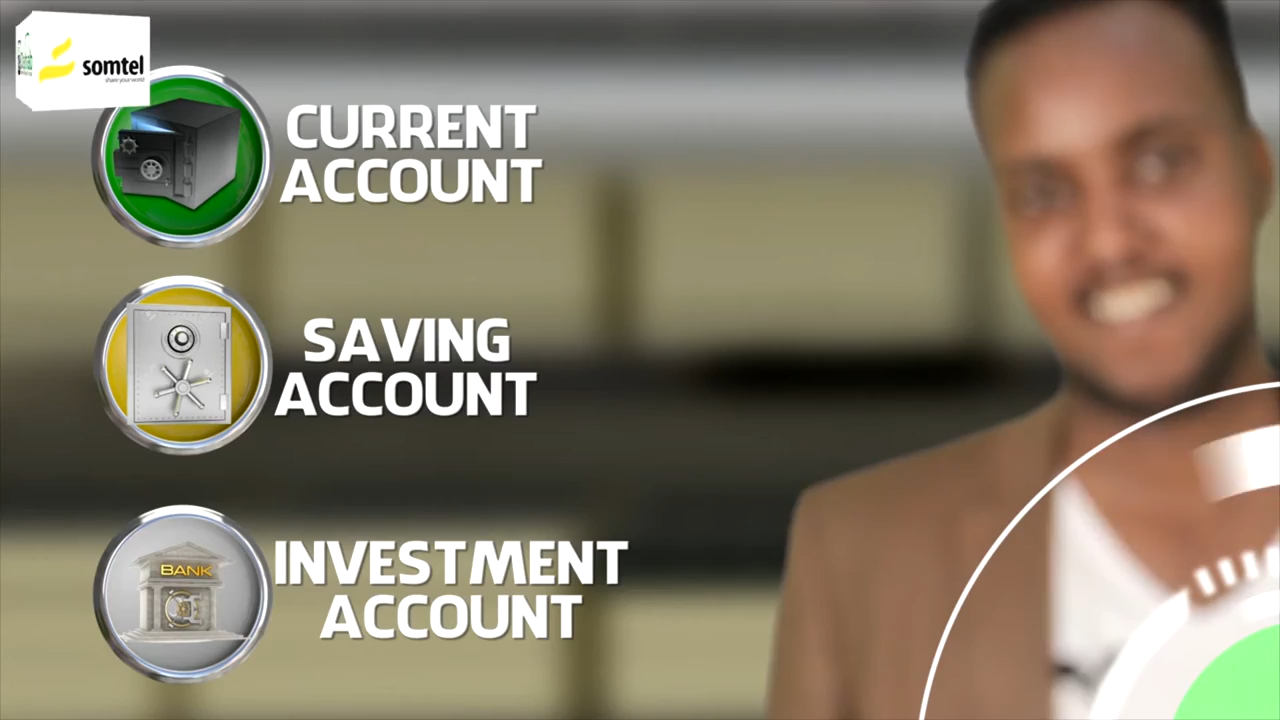 somtel
share your world
CURRENT
ACCOUNT
SAVING
ACCOUNT
BANK
INVESTMENT
ACCOUNT